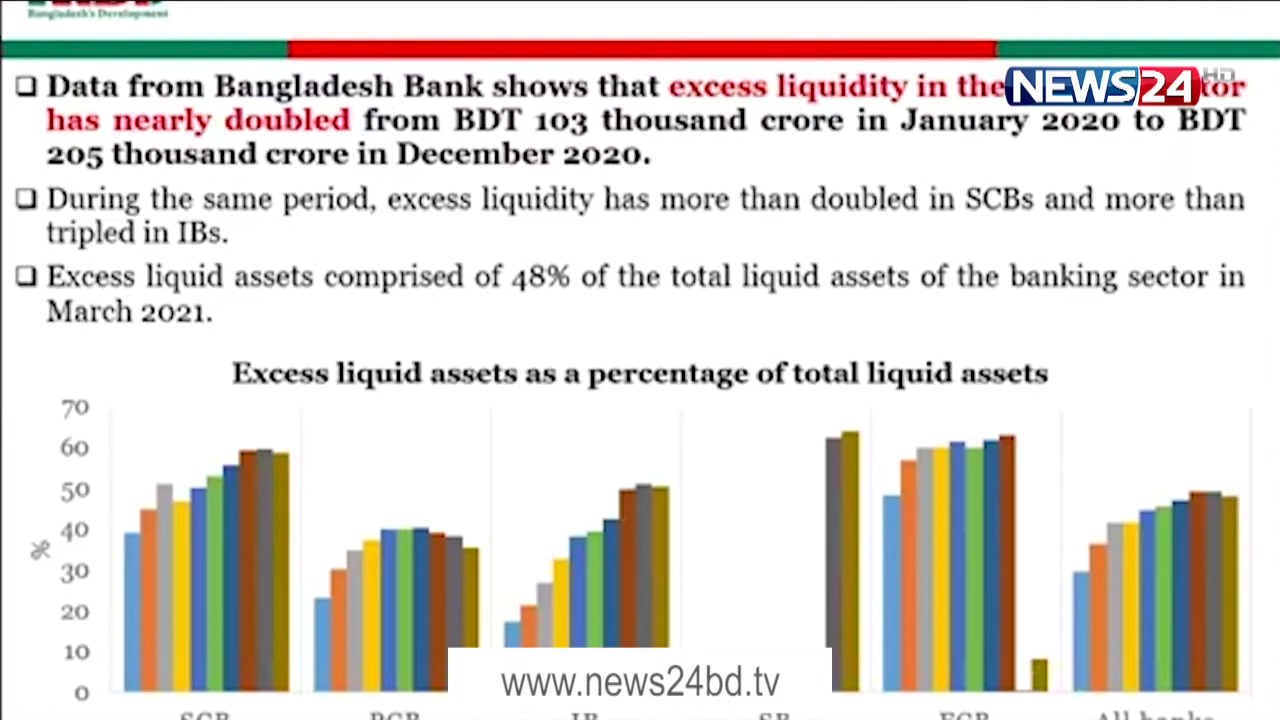 Bangladesh's Development
NEWS24 HD
❑ Data from Bangladesh Bank shows that excess liquidity in the
has nearly doubled from BDT 103 thousand crore in January 2020 to BDT
205 thousand crore in December 2020.
❑ During the same period, excess liquidity has more than doubled in SCBs and more than
tripled in IBs.
❑ Excess liquid assets comprised of 48% of the total liquid assets of the banking sector in
March 2021.
Excess liquid assets as a percentage of total liquid assets
70
60
50
40
30
20
10
0
%
www.news24bd.tv
All banks